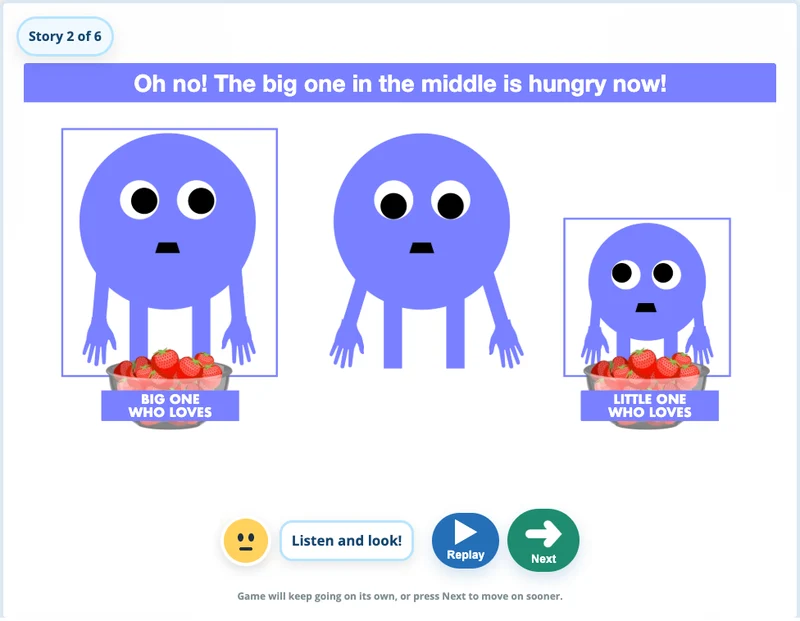 Story 2 of 6
Oh no! The big one in the middle is hungry now!
BIG ONE
WHO LOVES
LITTLE ONE
WHO LOVES
Listen and look!
Replay
Next
Game will keep going on its own, or press Next to move on sooner.